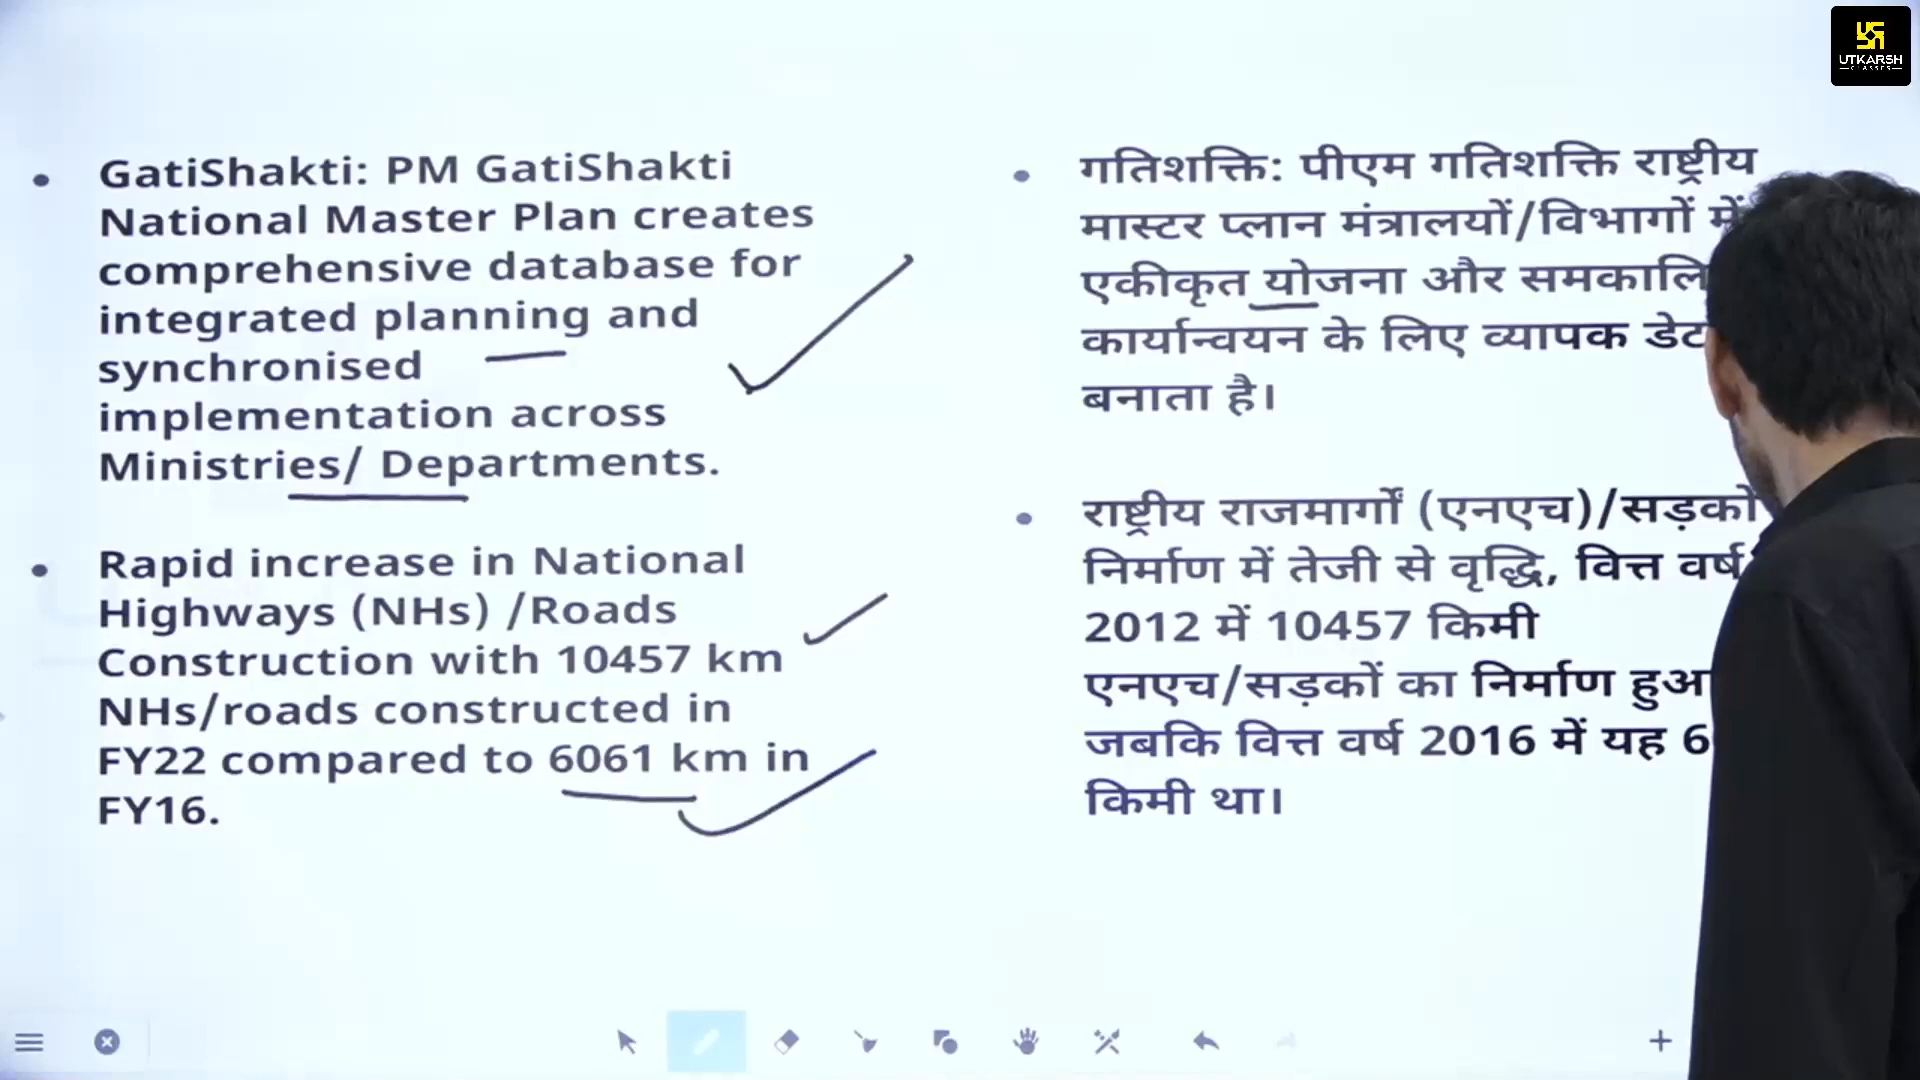 UTKARSH
CLASSES
GatiShakti: PM GatiShakti
National Master Plan creates
comprehensive database for
integrated planning and
synchronised
implementation across
Ministries/ Departments.
Rapid increase in National
Highways (NHs) /Roads
Construction with 10457 km
NHs/roads constructed in
FY22 compared to 6061 km in
FY16.
गतिशक्ति: पीएम गतिशक्ति राष्ट्रीय
मास्टर प्लान मंत्रालयों/विभागों में
एकीकृत योजना और
कार्यान्वयन के लिए व्यापक
बनाता है।
राष्ट्रीय राजमार्गों (एनएच)/सड़कों
निर्माण में तेजी से वृद्धि, वित्त वर्ष
2012 में 10457 किमी
एनएच/सड़कों का निर्माण
जबकि वित्त वर्ष 2016 में यह
किमी था।